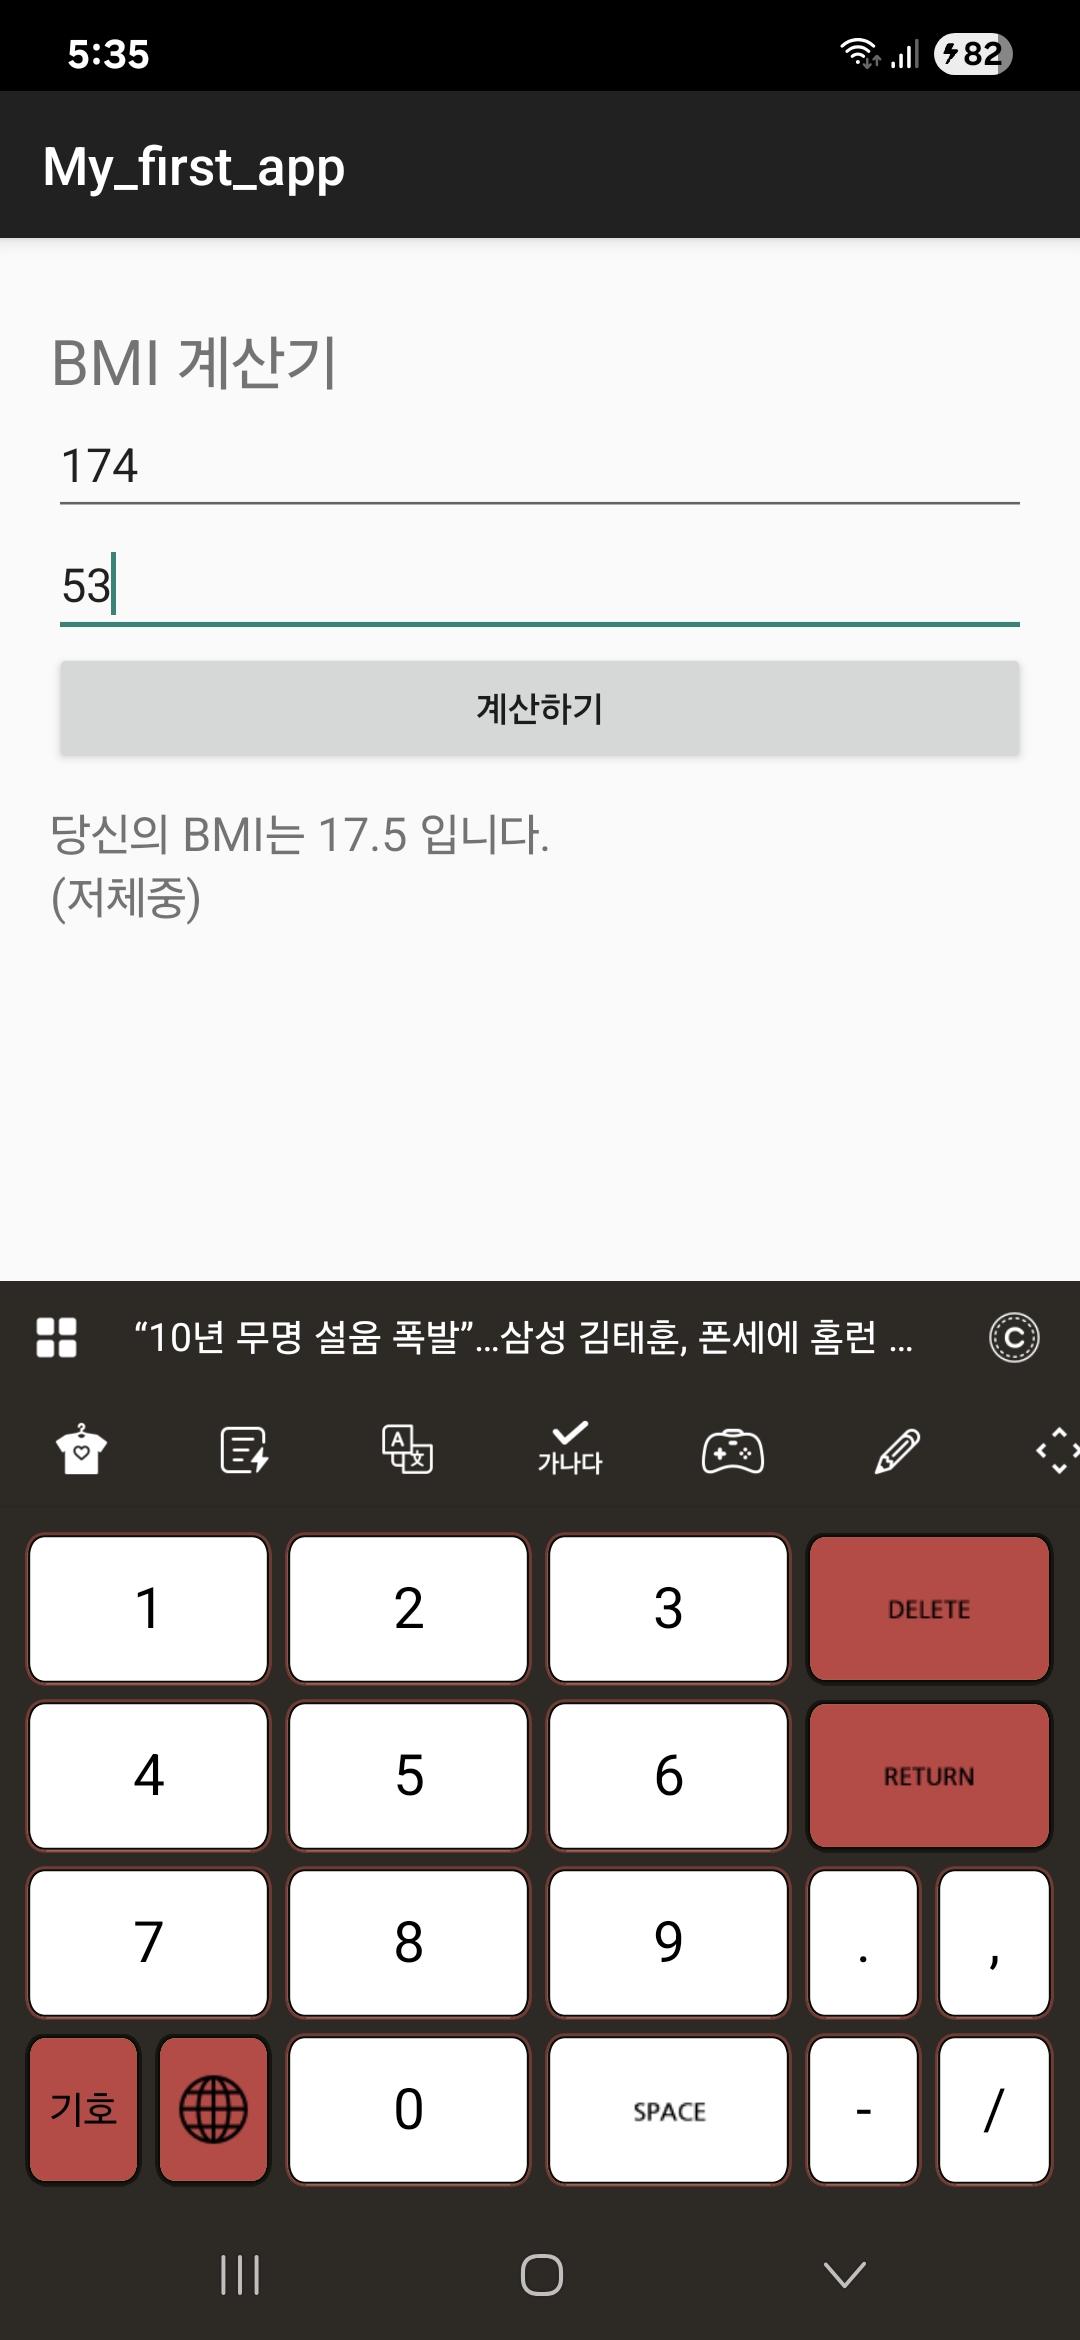 5:35
82
My_first_app
BMI 계산기
174
53
계산하기
당신의 BMI는 17.5 입니다.
(저체중)
“10년 무명 설움 폭발”...삼성 김태훈, 폰세에 홈런 ...
C
A 文
가나다
1 2 3 DELETE
4 5 6 RETURN
7 8 9 . ,
기호 0 SPACE - /